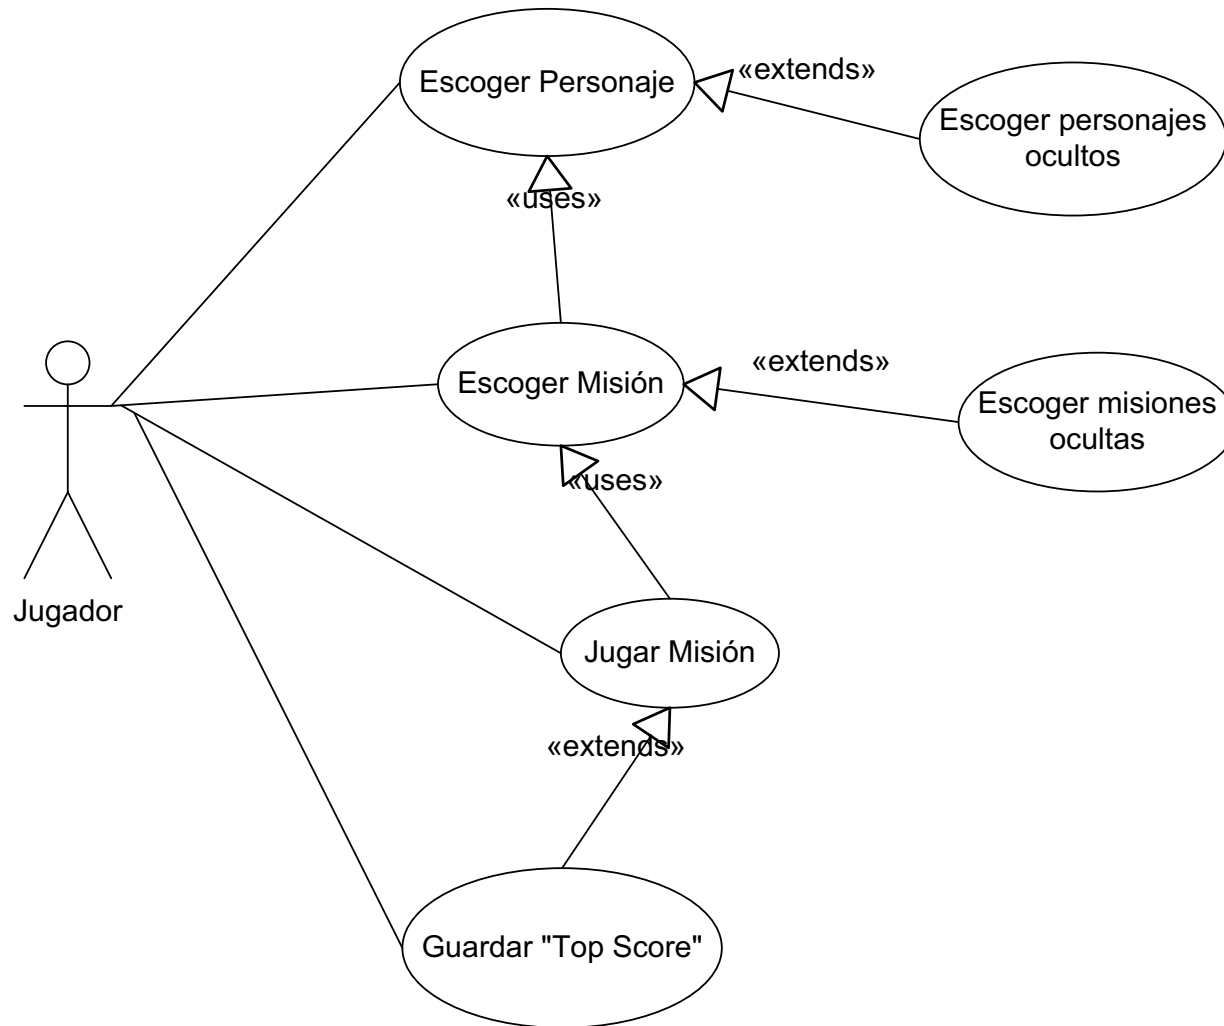 Escoger Personaje
«extends»
Escoger personajes
ocultos
«uses»
Escoger Misión
«extends»
Escoger misiones
ocultas
«uses»
Jugador
Jugar Misión
«extends»
Guardar "Top Score"